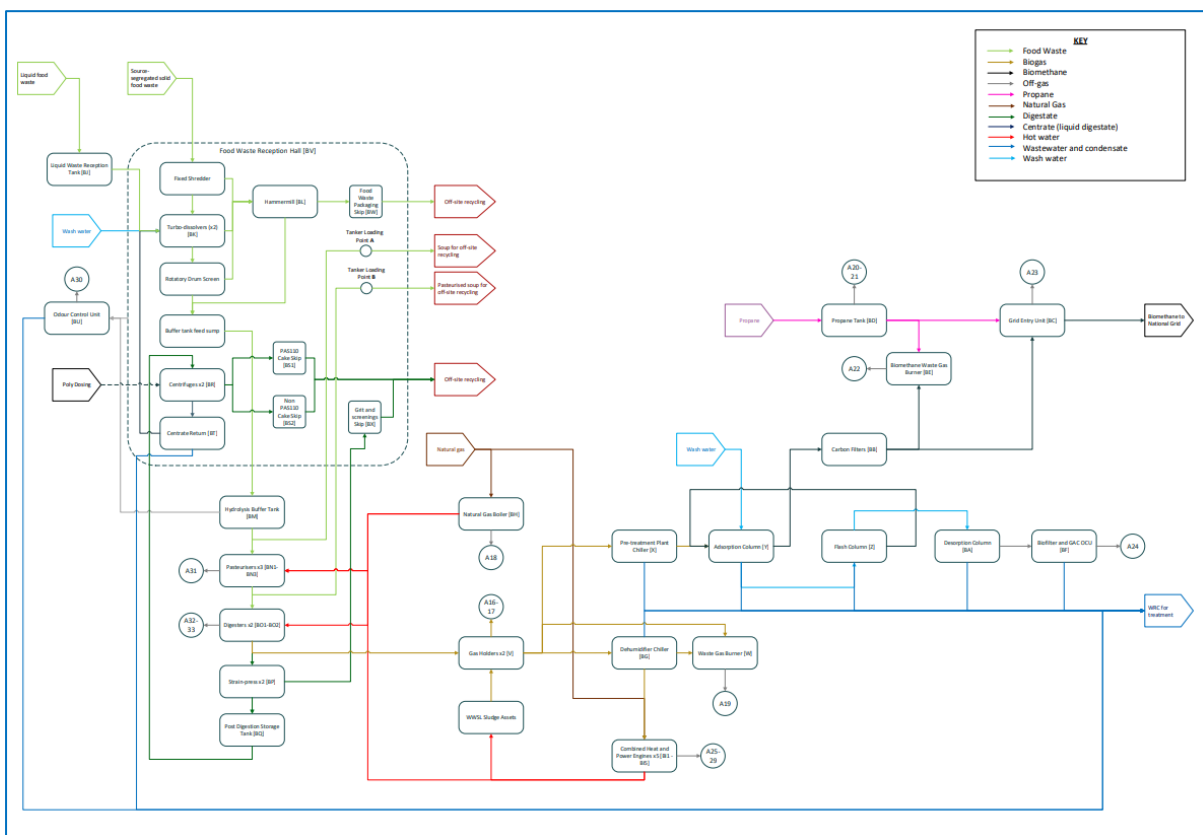 KEY
Food Waste
Biogas
Biomethane
Off-gas
Propane
Natural Gas
Digestate
Centrate (liquid digestate)
Hot water
Wastewater and condensate
Wash water
Liquid food
waste
Source-
segregated solid
food waste
Food Waste Reception Hall [BV]
Liquid Waste Reception
Tank [BJ]
Flood Shredder
Hammermill [BL]
Food
Waste
Packaging
Skip [BW]
Off-site recycling
Wash water
Turbo-dissolvers (x2)
[BK]
Tanker Loading
Point A
Soup for off-site
recycling
Rotatory Drum Screen
Tanker Loading
Point B
Pasteurised soup for
off-site recycling
A30
Odour Control Unit
[BU]
Buffer tank feed sump
A20-
21
A23
Propane
Propane Tank [BD]
Grid Entry Unit [BC]
Biomethane to
National Grid
PAS110
Cake Skip
[BS1]
Poly Dosing
Centrifuges x2 [BR]
Off-site recycling
A22
Biomethane Waste Gas
Burner [BE]
Non
PAS110
Cake Skip
[BS2]
Grit and
screenings
Skip [BX]
Centrate Return [BT]
Natural gas
Wash water
Carbon Filters [BB]
Hydrolysis Buffer Tank
[BM]
Natural Gas Boiler [BH]
Pre-treatment Plant
Chiller [X]
Adsorption Column [Y]
Flash Column [Z]
Desorption Column [BA]
Biofilter and GAC OCU
[BF]
A24
A18
A31
Pasteurisers x3 [BN1-
BN3]
A16-
17
WRC for
treatment
A32-
33
Digesters x2 [BO1-BO2]
Gas Holders x2 [V]
Dehumidifier Chiller
[BG]
Waste Gas Burner [W]
Strain-press x2 [BP]
A19
WWSL Sludge Assets
Post Digestion Storage
Tank [BQ]
Combined Heat and
Power Engines x5 [BI1 -
BI5]
A25-
29